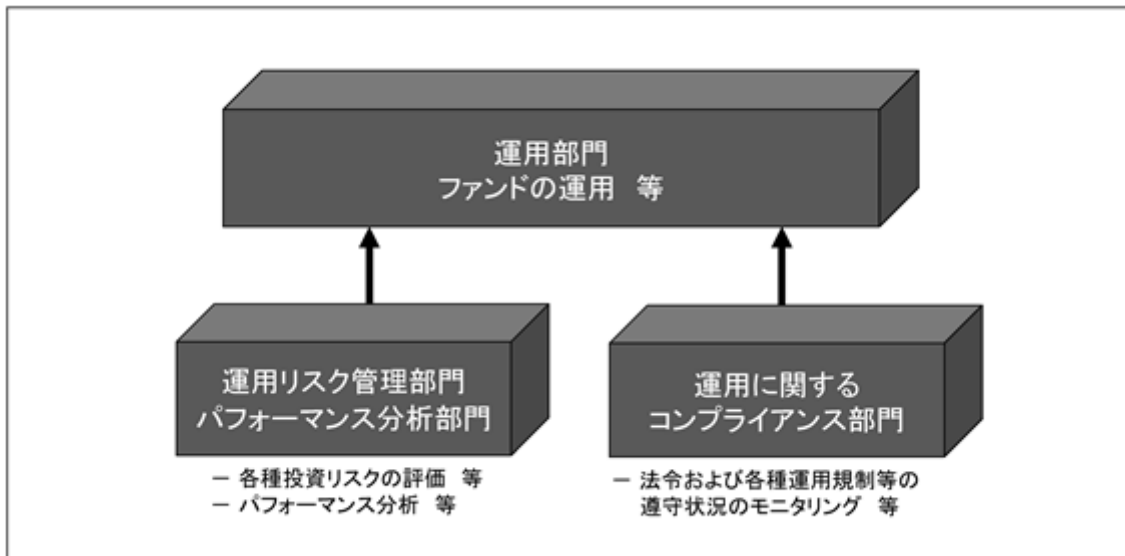 運用部門
ファンドの運用 等
運用リスク管理部門
パフォーマンス分析部門
運用に関する
コンプライアンス部門
－ 各種投資リスクの評価 等
－ パフォーマンス分析 等
－ 法令および各種運用規制等の
遵守状況のモニタリング 等